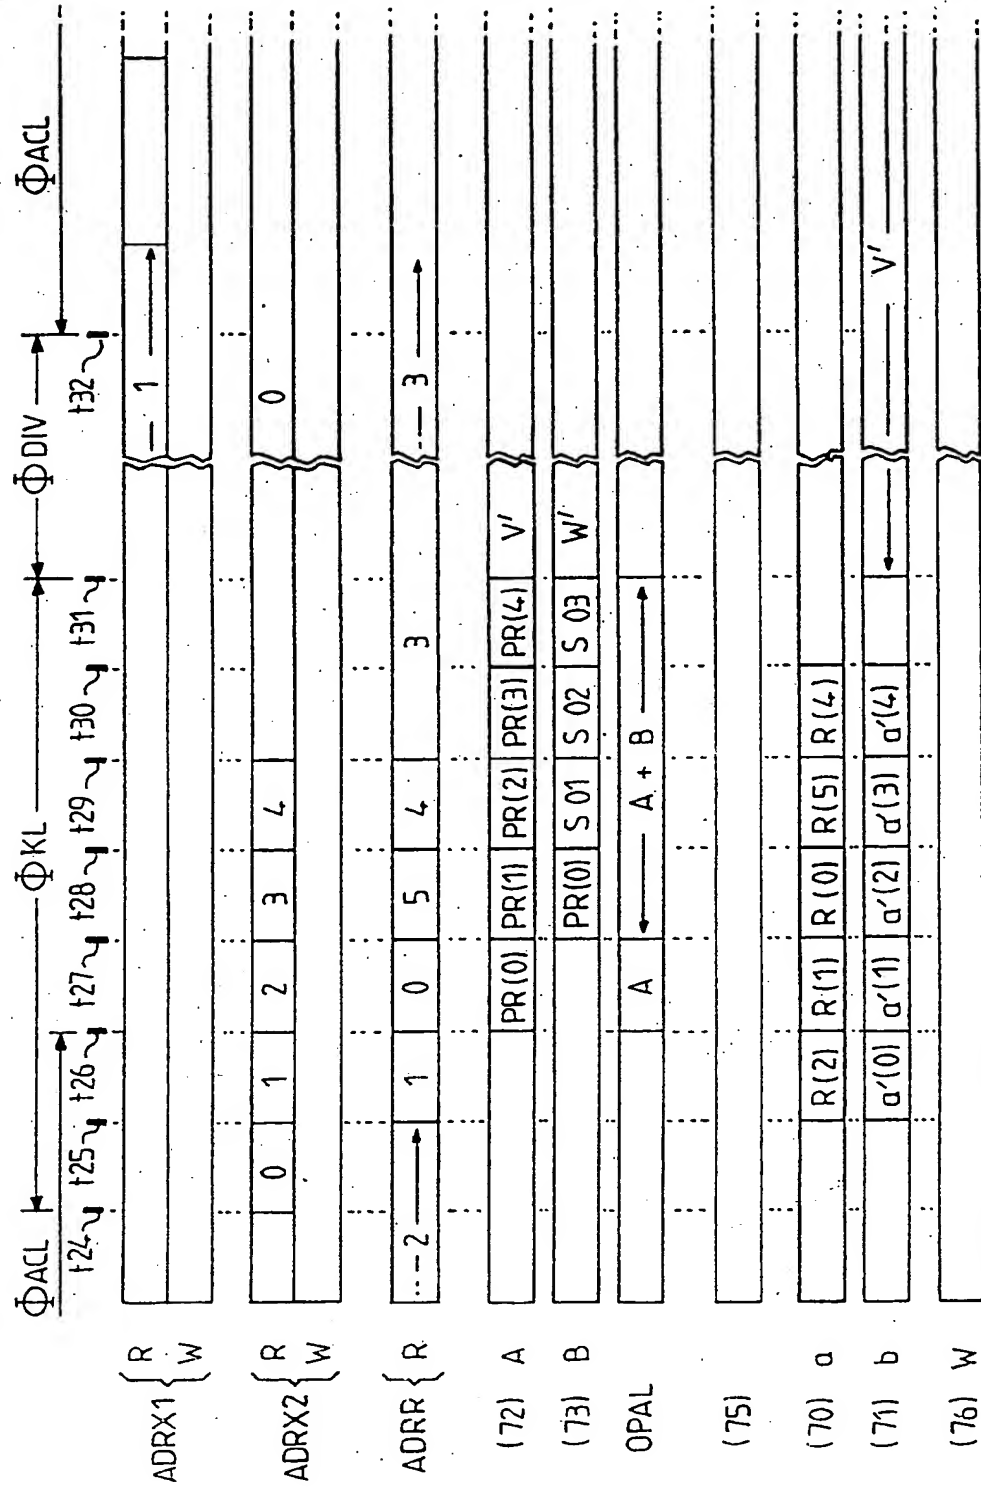 ΦACL ΦKL ΦDIV ΦACL
t24 t25 t26 t27 t28 t29 t30 t31 t32
ADRX1 { R 1
W
ADRX2 { R 0 1 2 3 4 0
W
ADRR { R 2 1 0 5 4 3 3
(72) A PR(0) PR(1) PR(2) PR(3) PR(4) V'
(73) B PR(0) S 01 S 02 S 03 W'
OPAL A A + B
(75)
(70) a R(2) R(1) R(0) R(5) R(4)
(71) b a'(0) a'(1) a'(2) a'(3) a'(4) V'
(76) W